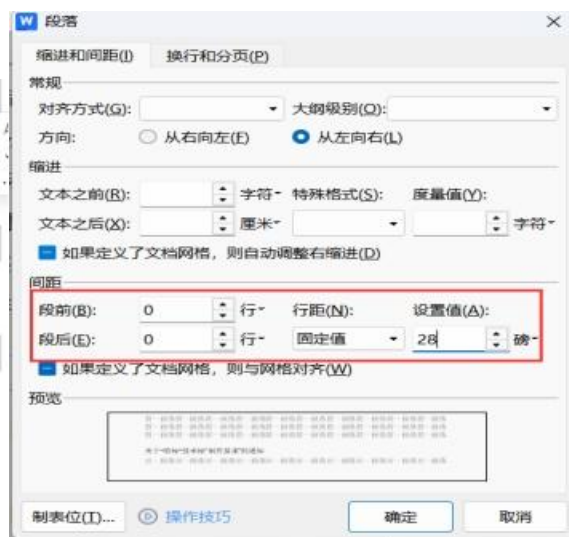 W 段落
缩进和间距(I) 换行和分页(P)
常规
对齐方式(G): 大纲级别(O):
方向: 从右向左(F) 从左向右(L)
缩进
文本之前(R): 字符 特殊格式(S): 度量值(Y):
文本之后(X): 厘米 字符
如果定义了文档网格，则自动调整右缩进(D)
间距
段前(B): 0 行 行距(N): 设置值(A):
段后(E): 0 行 固定值 28 磅
如果定义了文档网格，则与网格对齐(W)
预览
制表位(T)... 操作技巧 确定 取消